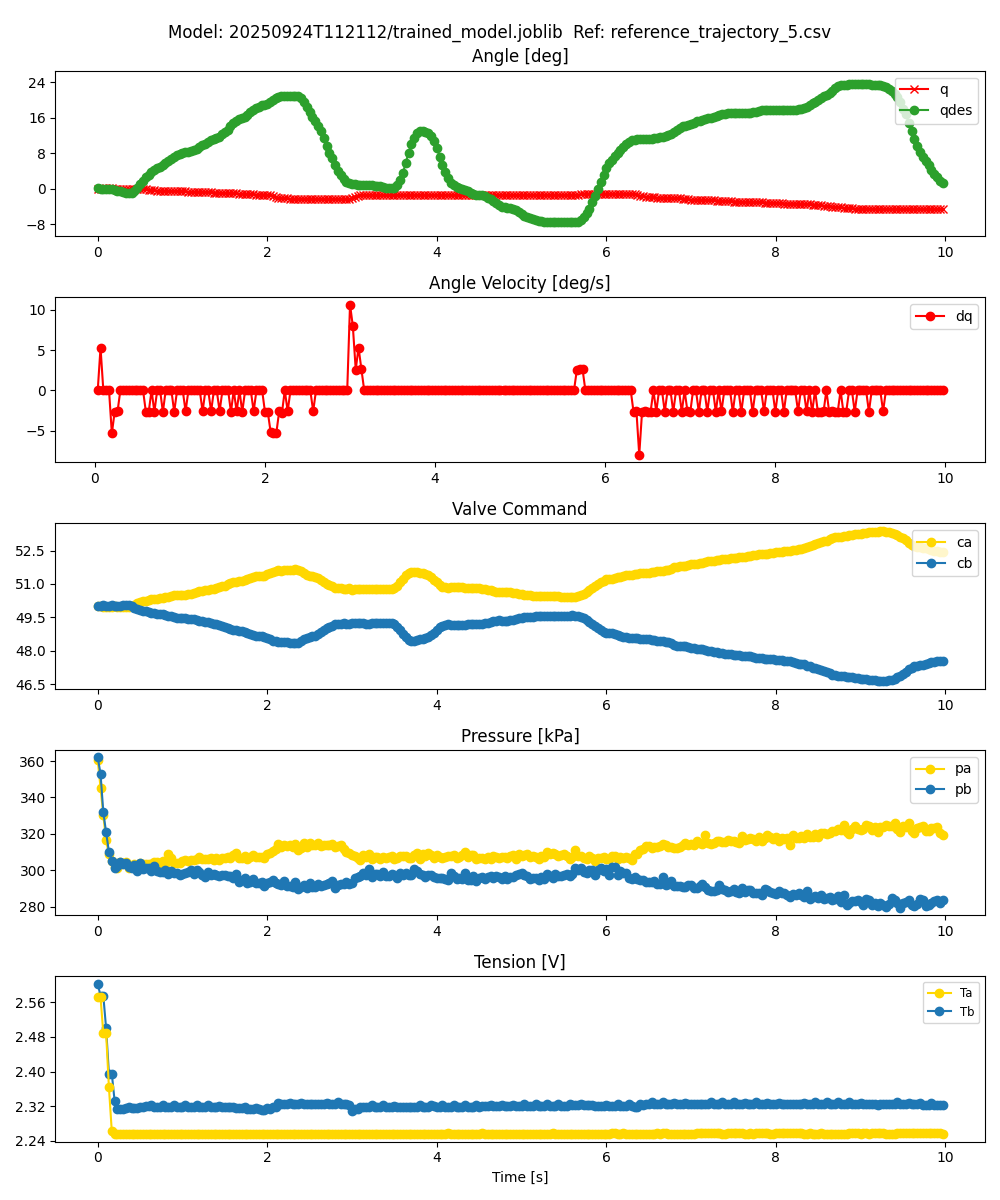 Model: 20250924T112112/trained_model.joblib  Ref: reference_trajectory_5.csv
Angle [deg]
24
16
8
0
−8
q
qdes
0 2 4 6 8 10
Angle Velocity [deg/s]
10
5
0
−5
dq
0 2 4 6 8 10
Valve Command
52.5
51.0
49.5
48.0
46.5
ca
cb
0 2 4 6 8 10
Pressure [kPa]
360
340
320
300
280
pa
pb
0 2 4 6 8 10
Tension [V]
2.56
2.48
2.40
2.32
2.24
Ta
Tb
0 2 4 6 8 10
Time [s]